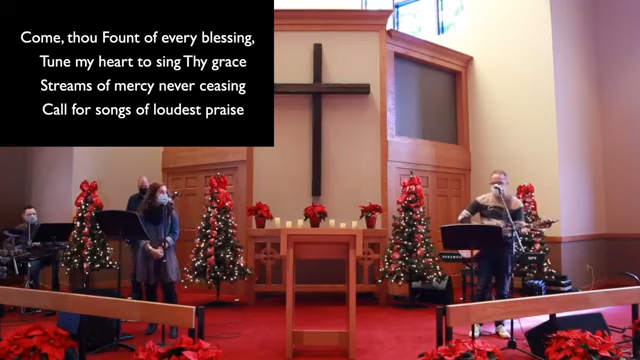 Come, thou Fount of every blessing,
Tune my heart to sing Thy grace
Streams of mercy never ceasing
Call for songs of loudest praise